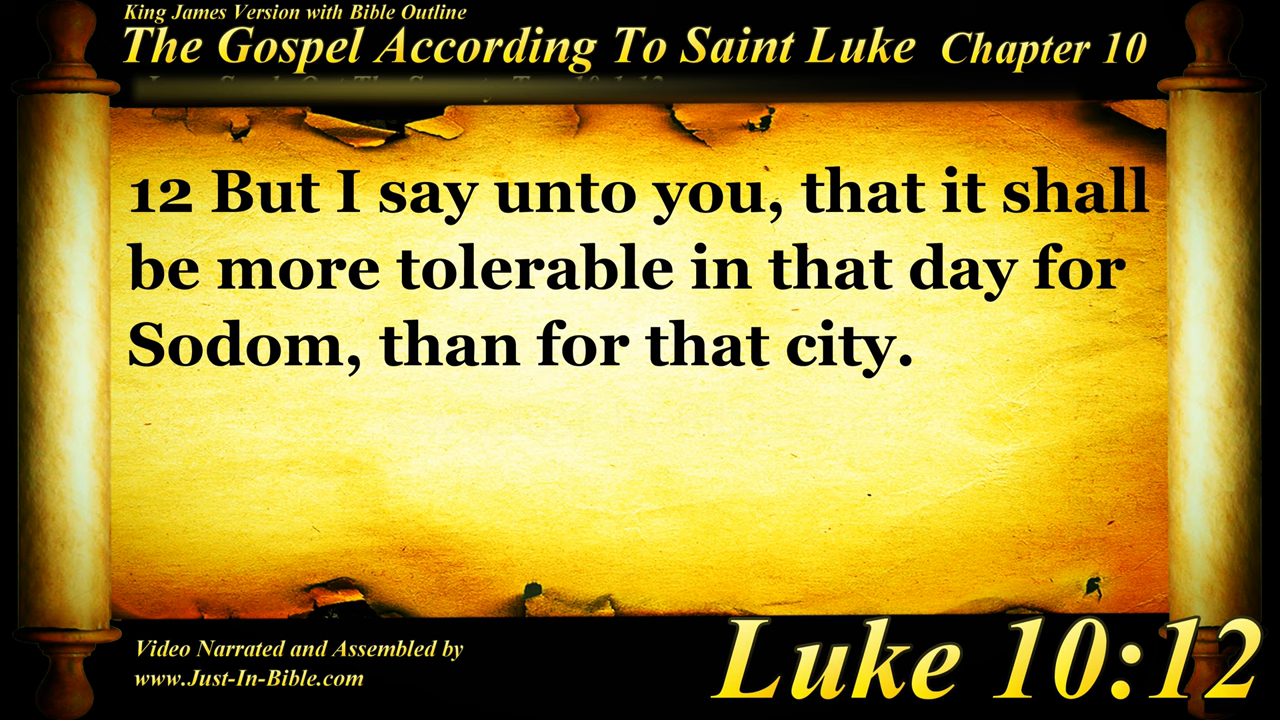 King James Version with Bible Outline
The Gospel According To Saint Luke Chapter 10
12 But I say unto you, that it shall
be more tolerable in that day for
Sodom, than for that city.
Video Narrated and Assembled by
www.Just-In-Bible.com
Luke 10:12